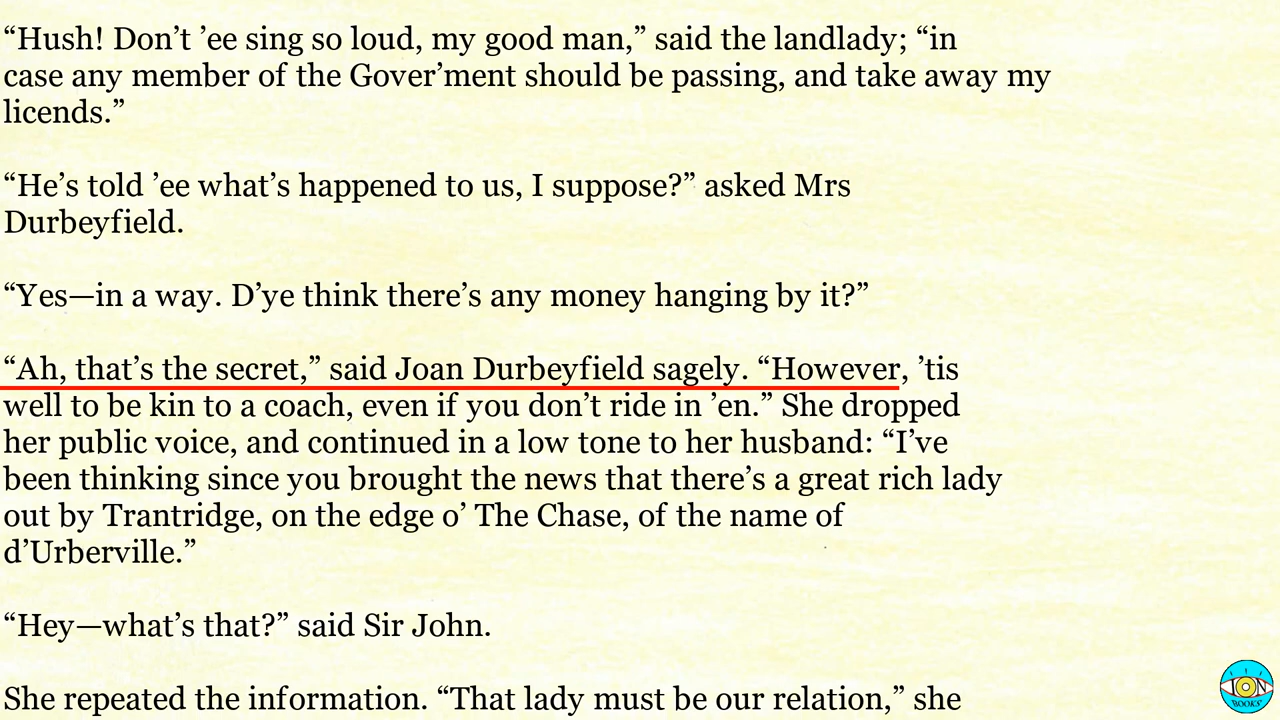 “Hush! Don’t ’ee sing so loud, my good man,” said the landlady; “in
case any member of the Gover’ment should be passing, and take away my
licends.”
“He’s told ’ee what’s happened to us, I suppose?” asked Mrs
Durbeyfield.
“Yes—in a way. D’ye think there’s any money hanging by it?”
“Ah, that’s the secret,” said Joan Durbeyfield sagely. “However, ’tis
well to be kin to a coach, even if you don’t ride in ’en.” She dropped
her public voice, and continued in a low tone to her husband: “I’ve
been thinking since you brought the news that there’s a great rich lady
out by Trantridge, on the edge o’ The Chase, of the name of
d’Urberville.”
“Hey—what’s that?” said Sir John.
She repeated the information. “That lady must be our relation,” she
ION
BOOKS